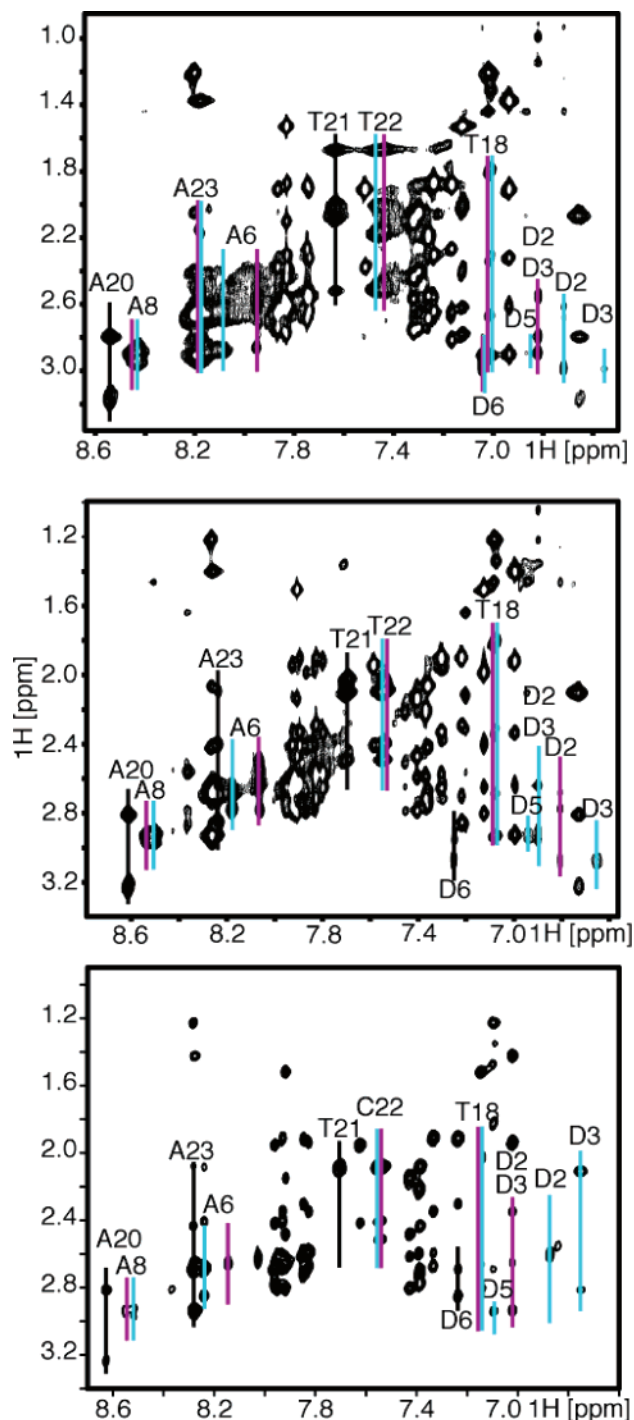 1.0
1.4
T21 T22
1.8
T18
A23
2.2
A6
D2
A20
D3 D2
2.6
A8
D5 D3
3.0
D6
8.6 8.2 7.8 7.4 7.0 1H [ppm]
1.2
1.6
T18
T21 T22
2.0
A23
D2
1H [ppm]
2.4
A6
D3
D2
A20
2.8
A8
D5 D3
3.2
D6
8.6 8.2 7.8 7.4 7.0 1H [ppm]
1.2
1.6
C22
T21 T18
2.0
D3
A23
D2
D3 D2
2.4
A6
A20
A8
2.8
D5
D6
3.2
8.6 8.2 7.8 7.4 7.0 1H [ppm]